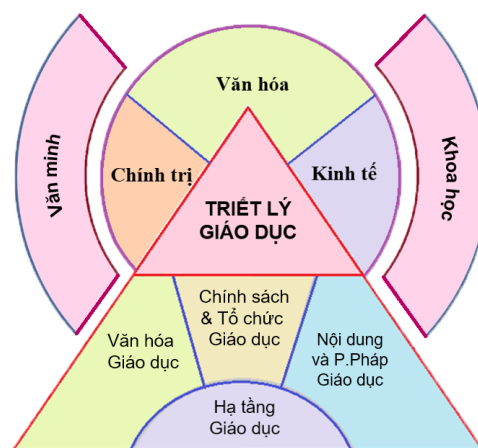 Văn hóa
Văn minh
Chính trị
Kinh tế
Khoa học
TRIẾT LÝ
GIÁO DỤC
Văn hóa
Giáo dục
Chính sách
& Tổ chức
Giáo dục
Nội dung
và P.Pháp
Giáo dục
Hạ tầng
Giáo dục